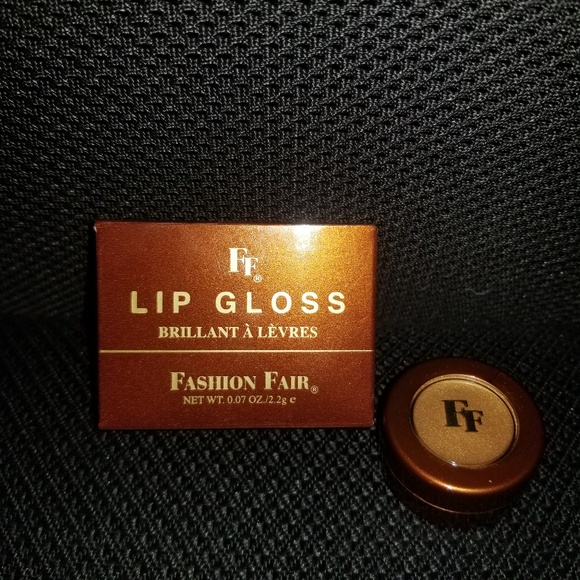 FF®
LIP GLOSS
BRILLANT À LÈVRES
FASHION FAIR®
NET WT. 0.07 OZ./2.2g e
FF